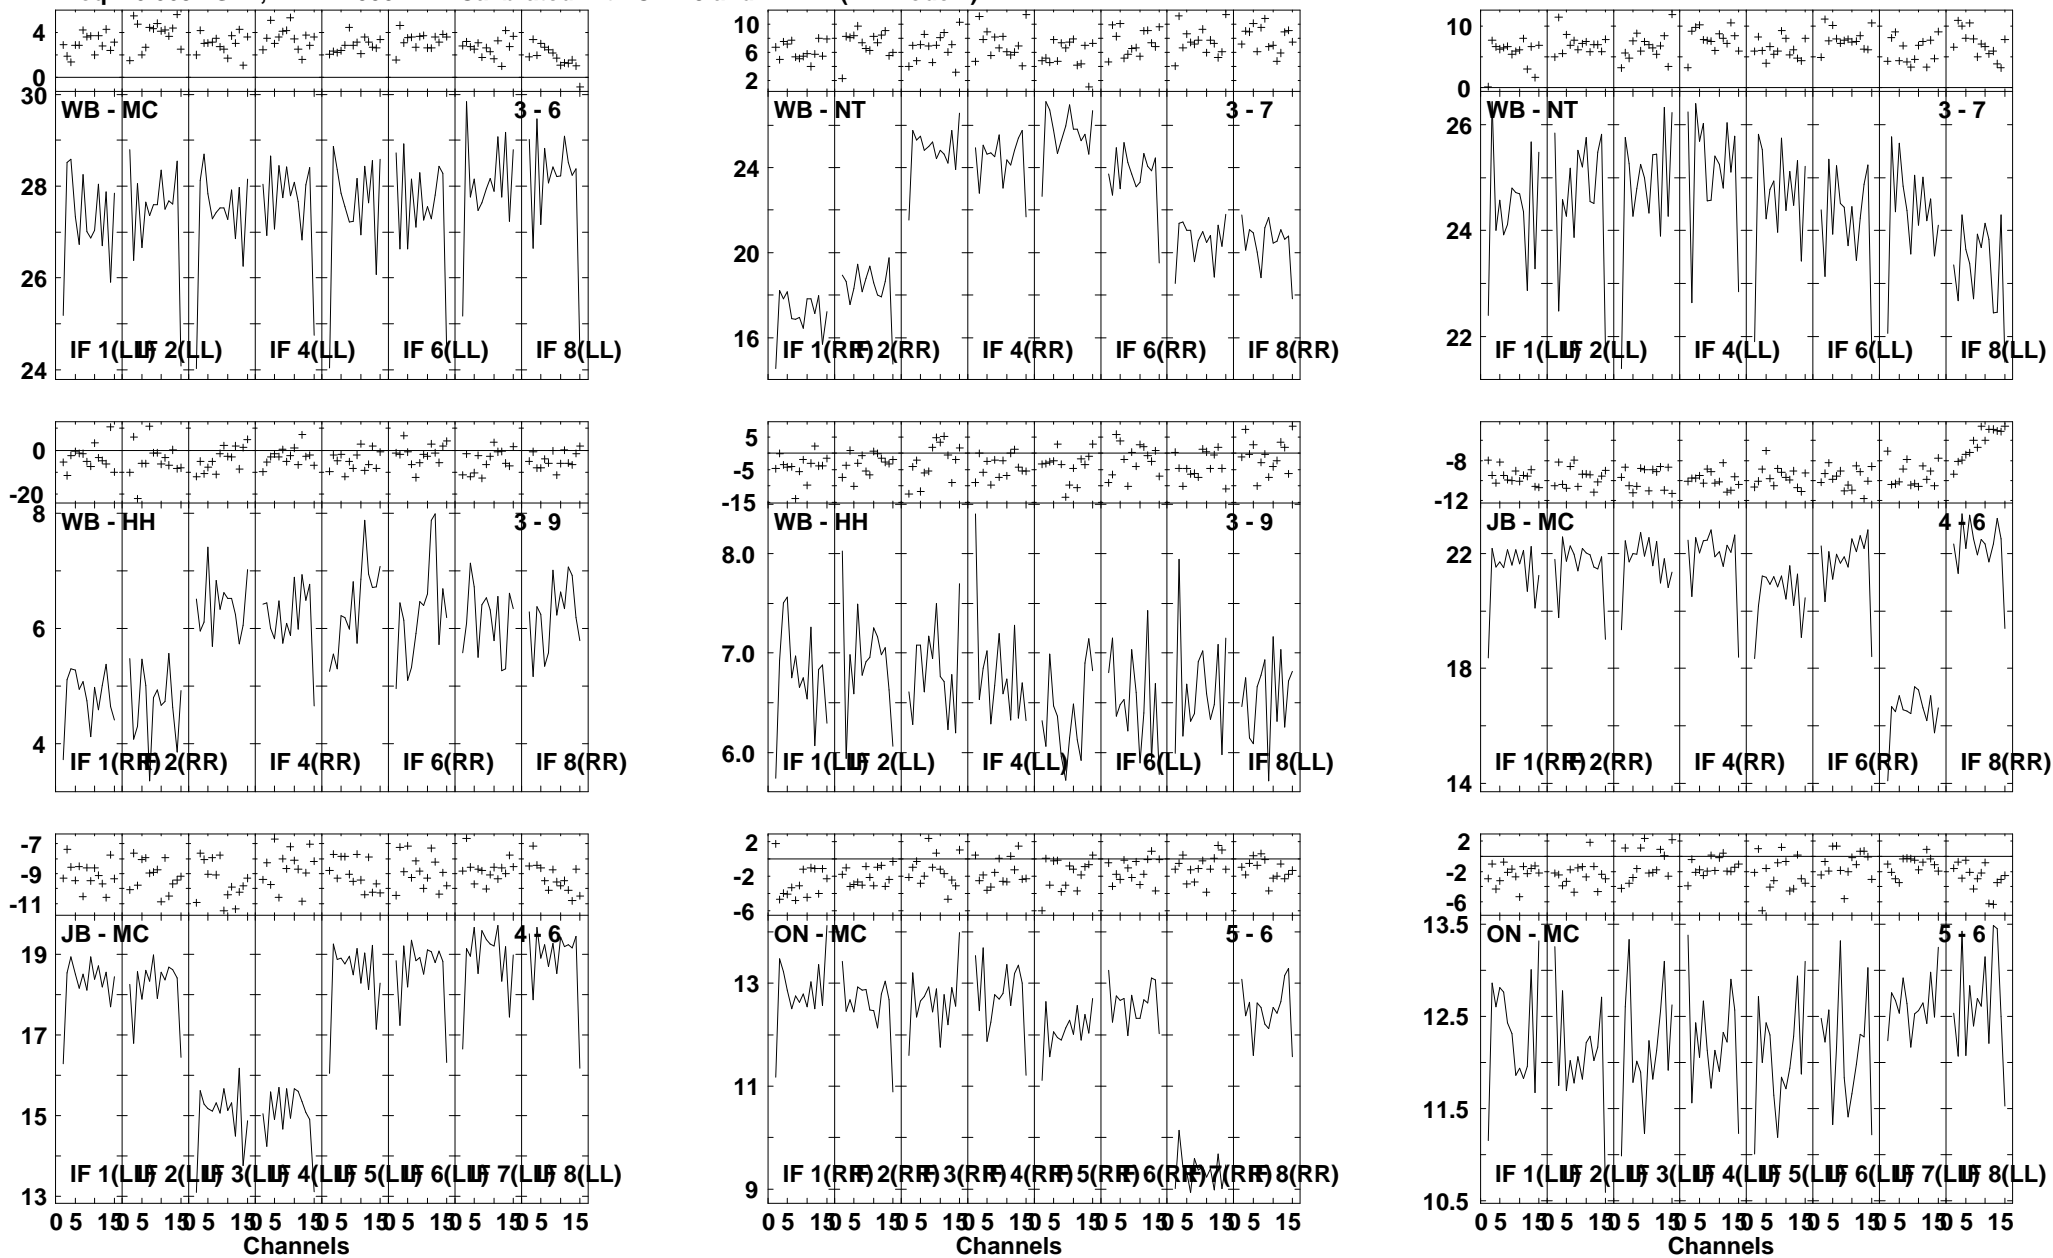 4
0
30
WB - MC
3 - 6
28
26
24
IF 1(LL) IF 2(LL) IF 4(LL) IF 6(LL) IF 8(LL)
10
6
2
WB - NT
3 - 7
24
20
16
IF 1(RR) IF 2(RR) IF 4(RR) IF 6(RR) IF 8(RR)
10
0
WB - NT
3 - 7
26
24
22
IF 1(LL) IF 2(LL) IF 4(LL) IF 6(LL) IF 8(LL)
0
-20
8
WB - HH
3 - 9
6
4
IF 1(RR) IF 2(RR) IF 4(RR) IF 6(RR) IF 8(RR)
5
-5
-15
WB - HH
3 - 9
8.0
7.0
6.0
IF 1(LL) IF 2(LL) IF 4(LL) IF 6(LL) IF 8(LL)
-8
-12
JB - MC
4 - 6
22
18
14
IF 1(RR) IF 2(RR) IF 4(RR) IF 6(RR) IF 8(RR)
-7
-9
-11
JB - MC
4 - 6
19
17
15
13
IF 1(LL) IF 2(LL) IF 3(LL) IF 4(LL) IF 5(LL) IF 6(LL) IF 7(LL) IF 8(LL)
0 5 15 0 5 15 0 5 15 0 5 15 0 5 15 0 5 15 0 5 15 0 5 15
Channels
2
-2
-6
ON - MC
5 - 6
13
11
9
IF 1(RR) IF 2(RR) IF 3(RR) IF 4(RR) IF 5(RR) IF 6(RR) IF 7(RR) IF 8(RR)
0 5 15 0 5 15 0 5 15 0 5 15 0 5 15 0 5 15 0 5 15 0 5 15
Channels
2
-2
-6
13.5
ON - MC
5 - 6
12.5
11.5
10.5
IF 1(LL) IF 2(LL) IF 3(LL) IF 4(LL) IF 5(LL) IF 6(LL) IF 7(LL) IF 8(LL)
0 5 15 0 5 15 0 5 15 0 5 15 0 5 15 0 5 15 0 5 15 0 5 15
Channels